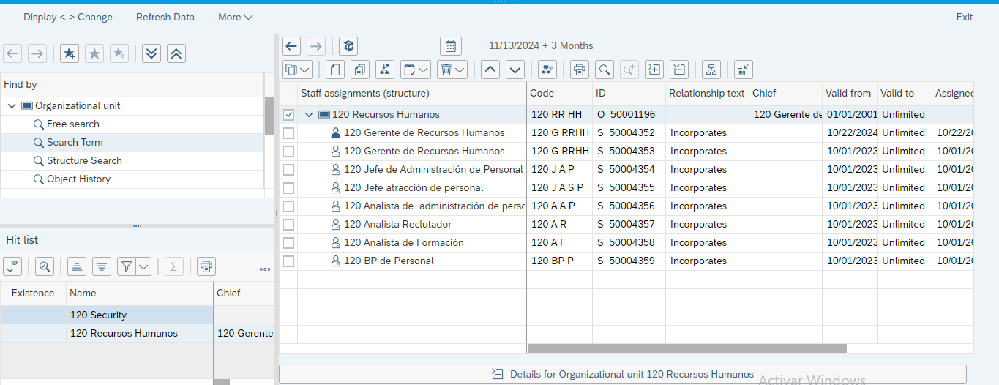 Display <-> Change Refresh Data More Exit
11/13/2024 + 3 Months
Find by
Organizational unit
Free search
Search Term
Structure Search
Object History
Hit list
Existence Name Chief
120 Security
120 Recursos Humanos 120 Gerente
Staff assignments (structure) Code ID Relationship text Chief Valid from Valid to Assigned
120 Recursos Humanos 120 RR HH O 50001196 120 Gerente de 01/01/2001 Unlimited
120 Gerente de Recursos Humanos 120 G RRHH S 50004352 Incorporates 10/22/2024 Unlimited 10/22/20
120 Gerente de Recursos Humanos 120 G RRHH S 50004353 Incorporates 10/01/2023 Unlimited 10/01/20
120 Jefe de Administración de Personal 120 J A P S 50004354 Incorporates 10/01/2023 Unlimited 10/01/20
120 Jefe atracción de personal 120 J A S P S 50004355 Incorporates 10/01/2023 Unlimited 10/01/20
120 Analista de administración de perso 120 A A P S 50004356 Incorporates 10/01/2023 Unlimited 10/01/20
120 Analista Reclutador 120 A R S 50004357 Incorporates 10/01/2023 Unlimited 10/01/20
120 Analista de Formación 120 A F S 50004358 Incorporates 10/01/2023 Unlimited 10/01/20
120 BP de Personal 120 BP P S 50004359 Incorporates 10/01/2023 Unlimited 10/01/20
Details for Organizational unit 120 Recursos Humanos
Activar Windows